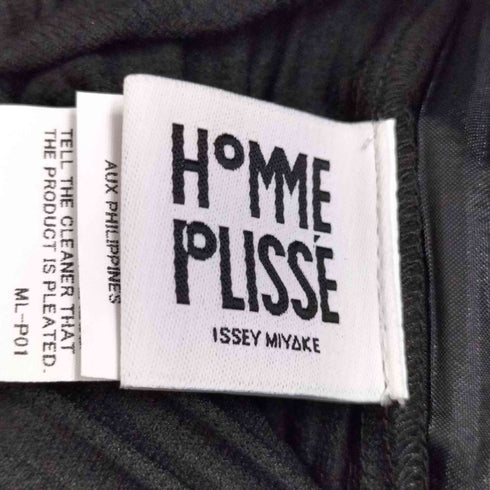 HOMME
PLISSÉ
ISSEY MIYAKE
AUX PHILIPPINES
TELL THE CLEANER THAT
THE PRODUCT IS PLEATED.
ML-P01